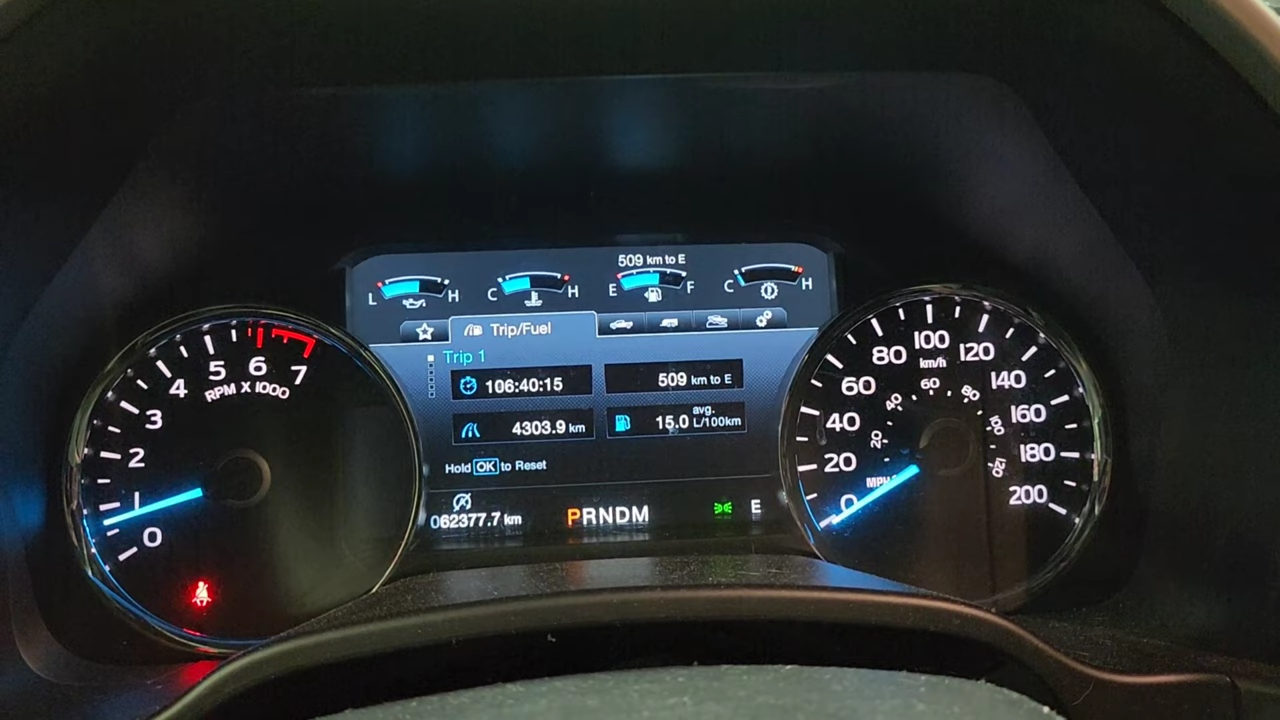 509 km to E
L H
C H
E F
C H
Trip/Fuel
Trip 1
106:40:15
509 km to E
4303.9 km
15.0 avg. L/100km
Hold OK to Reset
062377.7 km
PRNDM
E
0 1 2 3 4 5 6 7
RPM X 1000
0 20 40 60 80 100 120 140 160 180 200
km/h
20 40 60 80 100 120
MPH